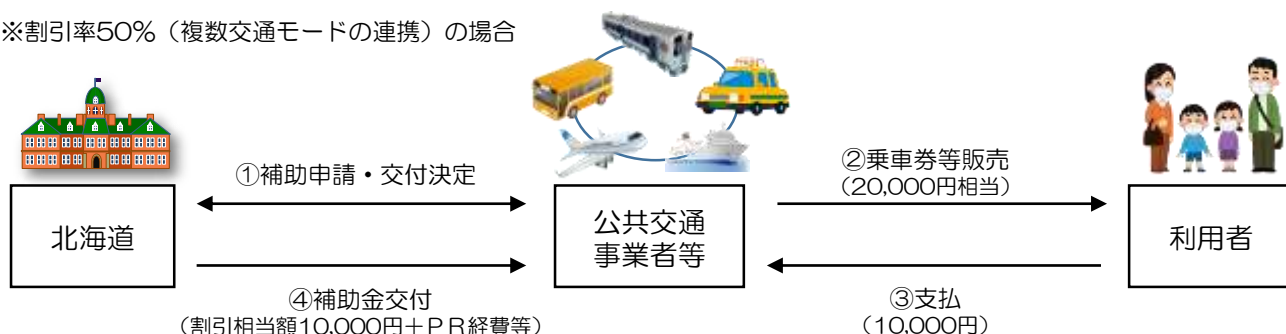 ※割引率50%（複数交通モードの連携）の場合
①補助申請・交付決定
②乗車券等販売
（20,000円相当）
北海道
公共交通
事業者等
利用者
④補助金交付
（割引相当額10,000円＋ＰＲ経費等）
③支払
（10,000円）